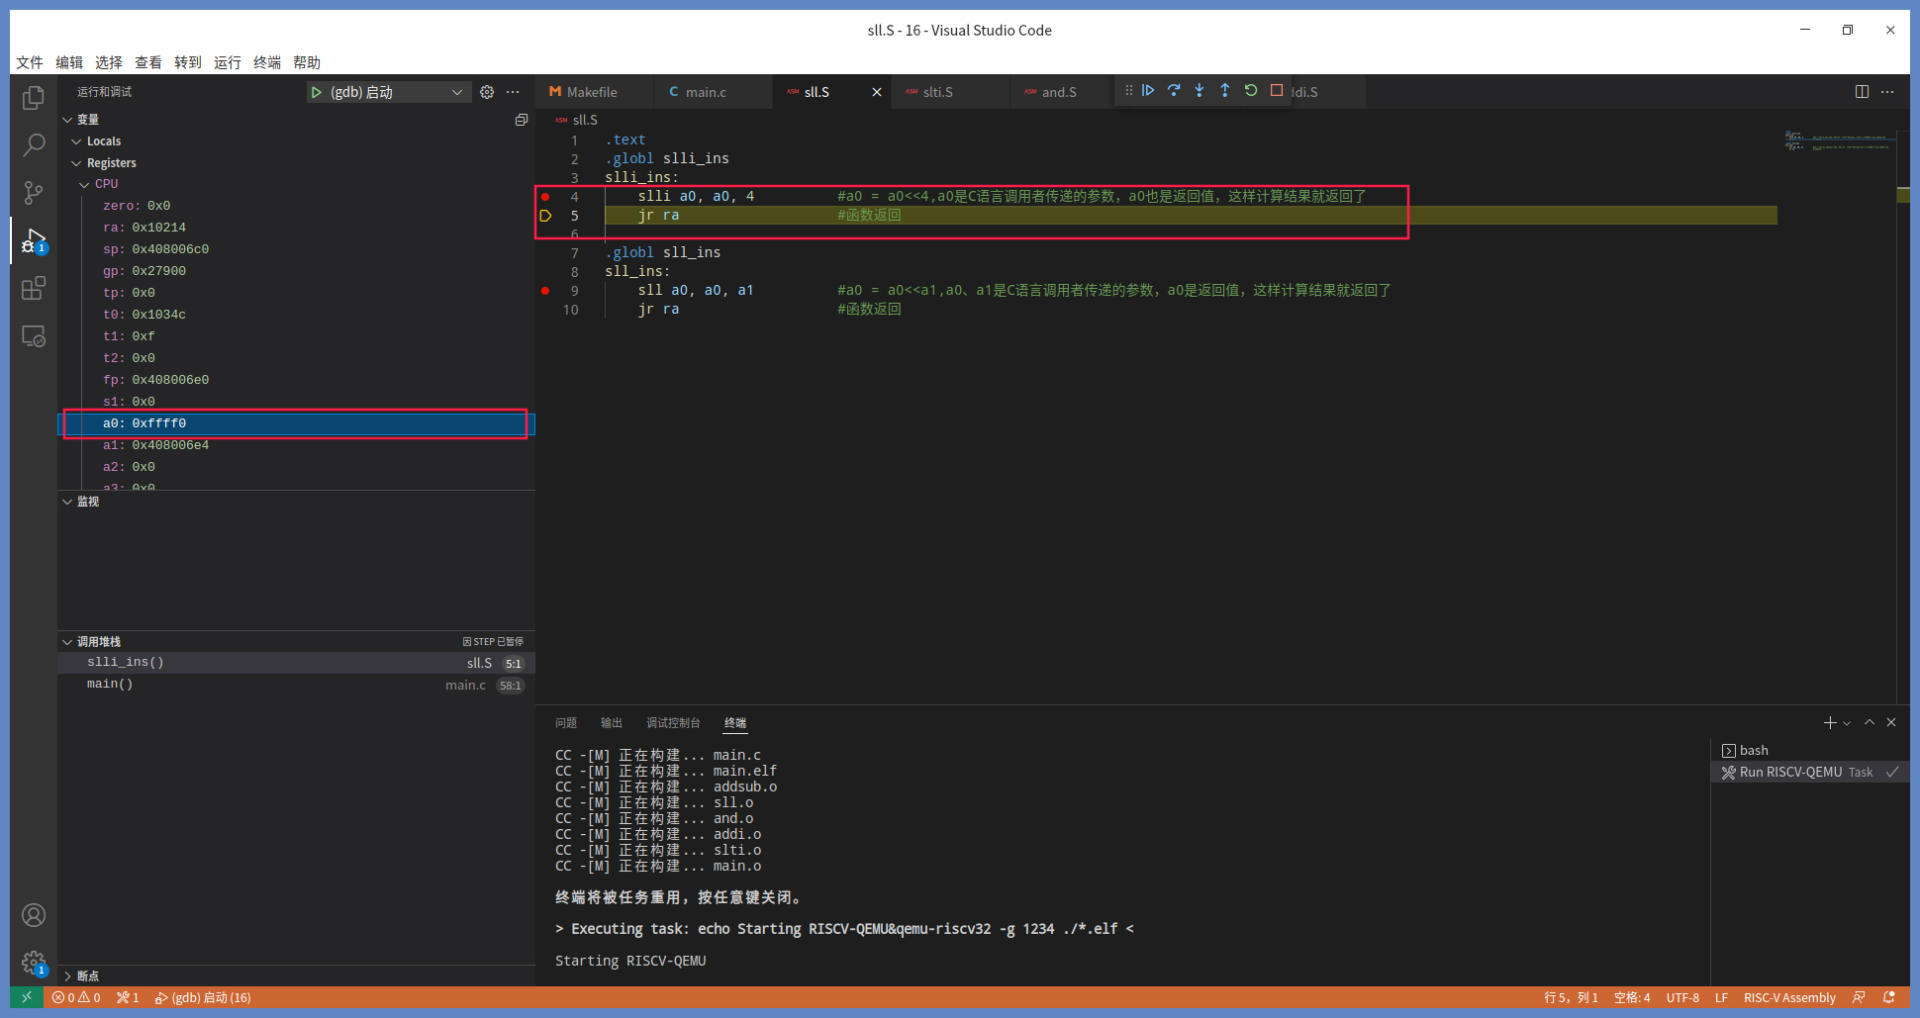 sll.S - 16 - Visual Studio Code
文件 编辑 选择 查看 转到 运行 终端 帮助
运行和调试 (gdb) 启动 ···
Makefile main.c sll.S slti.S and.S ddi.S
变量
Locals
Registers
CPU
zero: 0x0
ra: 0x10214
sp: 0x408006c0
gp: 0x27900
tp: 0x0
t0: 0x1034c
t1: 0xf
t2: 0x0
fp: 0x408006e0
s1: 0x0
a0: 0xffff0
a1: 0x408006e4
a2: 0x0
a3: 0x0
监视
调用堆栈 因 STEP 已暂停
slli_ins() sll.S 5:1
main() main.c 58:1
断点
sll.S
1 .text
2 .globl slli_ins
3 slli_ins:
4 slli a0, a0, 4 #a0 = a0<<4,a0是C语言调用者传递的参数，a0也是返回值，这样计算结果就返回了
5 jr ra #函数返回
6
7 .globl sll_ins
8 sll_ins:
9 sll a0, a0, a1 #a0 = a0<<a1,a0、a1是C语言调用者传递的参数，a0是返回值，这样计算结果就返回了
10 jr ra #函数返回
问题 输出 调试控制台 终端
CC -[M] 正在构建... main.c
CC -[M] 正在构建... main.elf
CC -[M] 正在构建... addsub.o
CC -[M] 正在构建... sll.o
CC -[M] 正在构建... and.o
CC -[M] 正在构建... addi.o
CC -[M] 正在构建... slti.o
CC -[M] 正在构建... main.o
终端将被任务重用，按任意键关闭。
> Executing task: echo Starting RISCV-QEMU&qemu-riscv32 -g 1234 ./*.elf <
Starting RISCV-QEMU
bash
Run RISCV-QEMU Task
0 0 1 (gdb) 启动 (16) 行 5，列 1 空格: 4 UTF-8 LF RISC-V Assembly